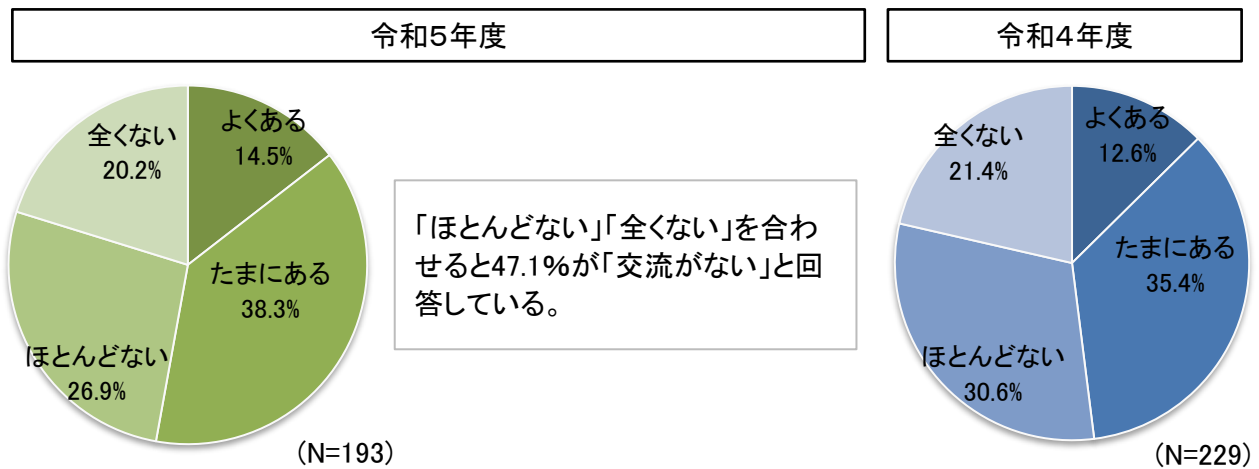 令和5年度
よくある
14.5%
たまにある
38.3%
ほとんどない
26.9%
全くない
20.2%
(N=193)
「ほとんどない」「全くない」を合わ
せると47.1%が「交流がない」と回
答している。
令和4年度
よくある
12.6%
たまにある
35.4%
ほとんどない
30.6%
全くない
21.4%
(N=229)